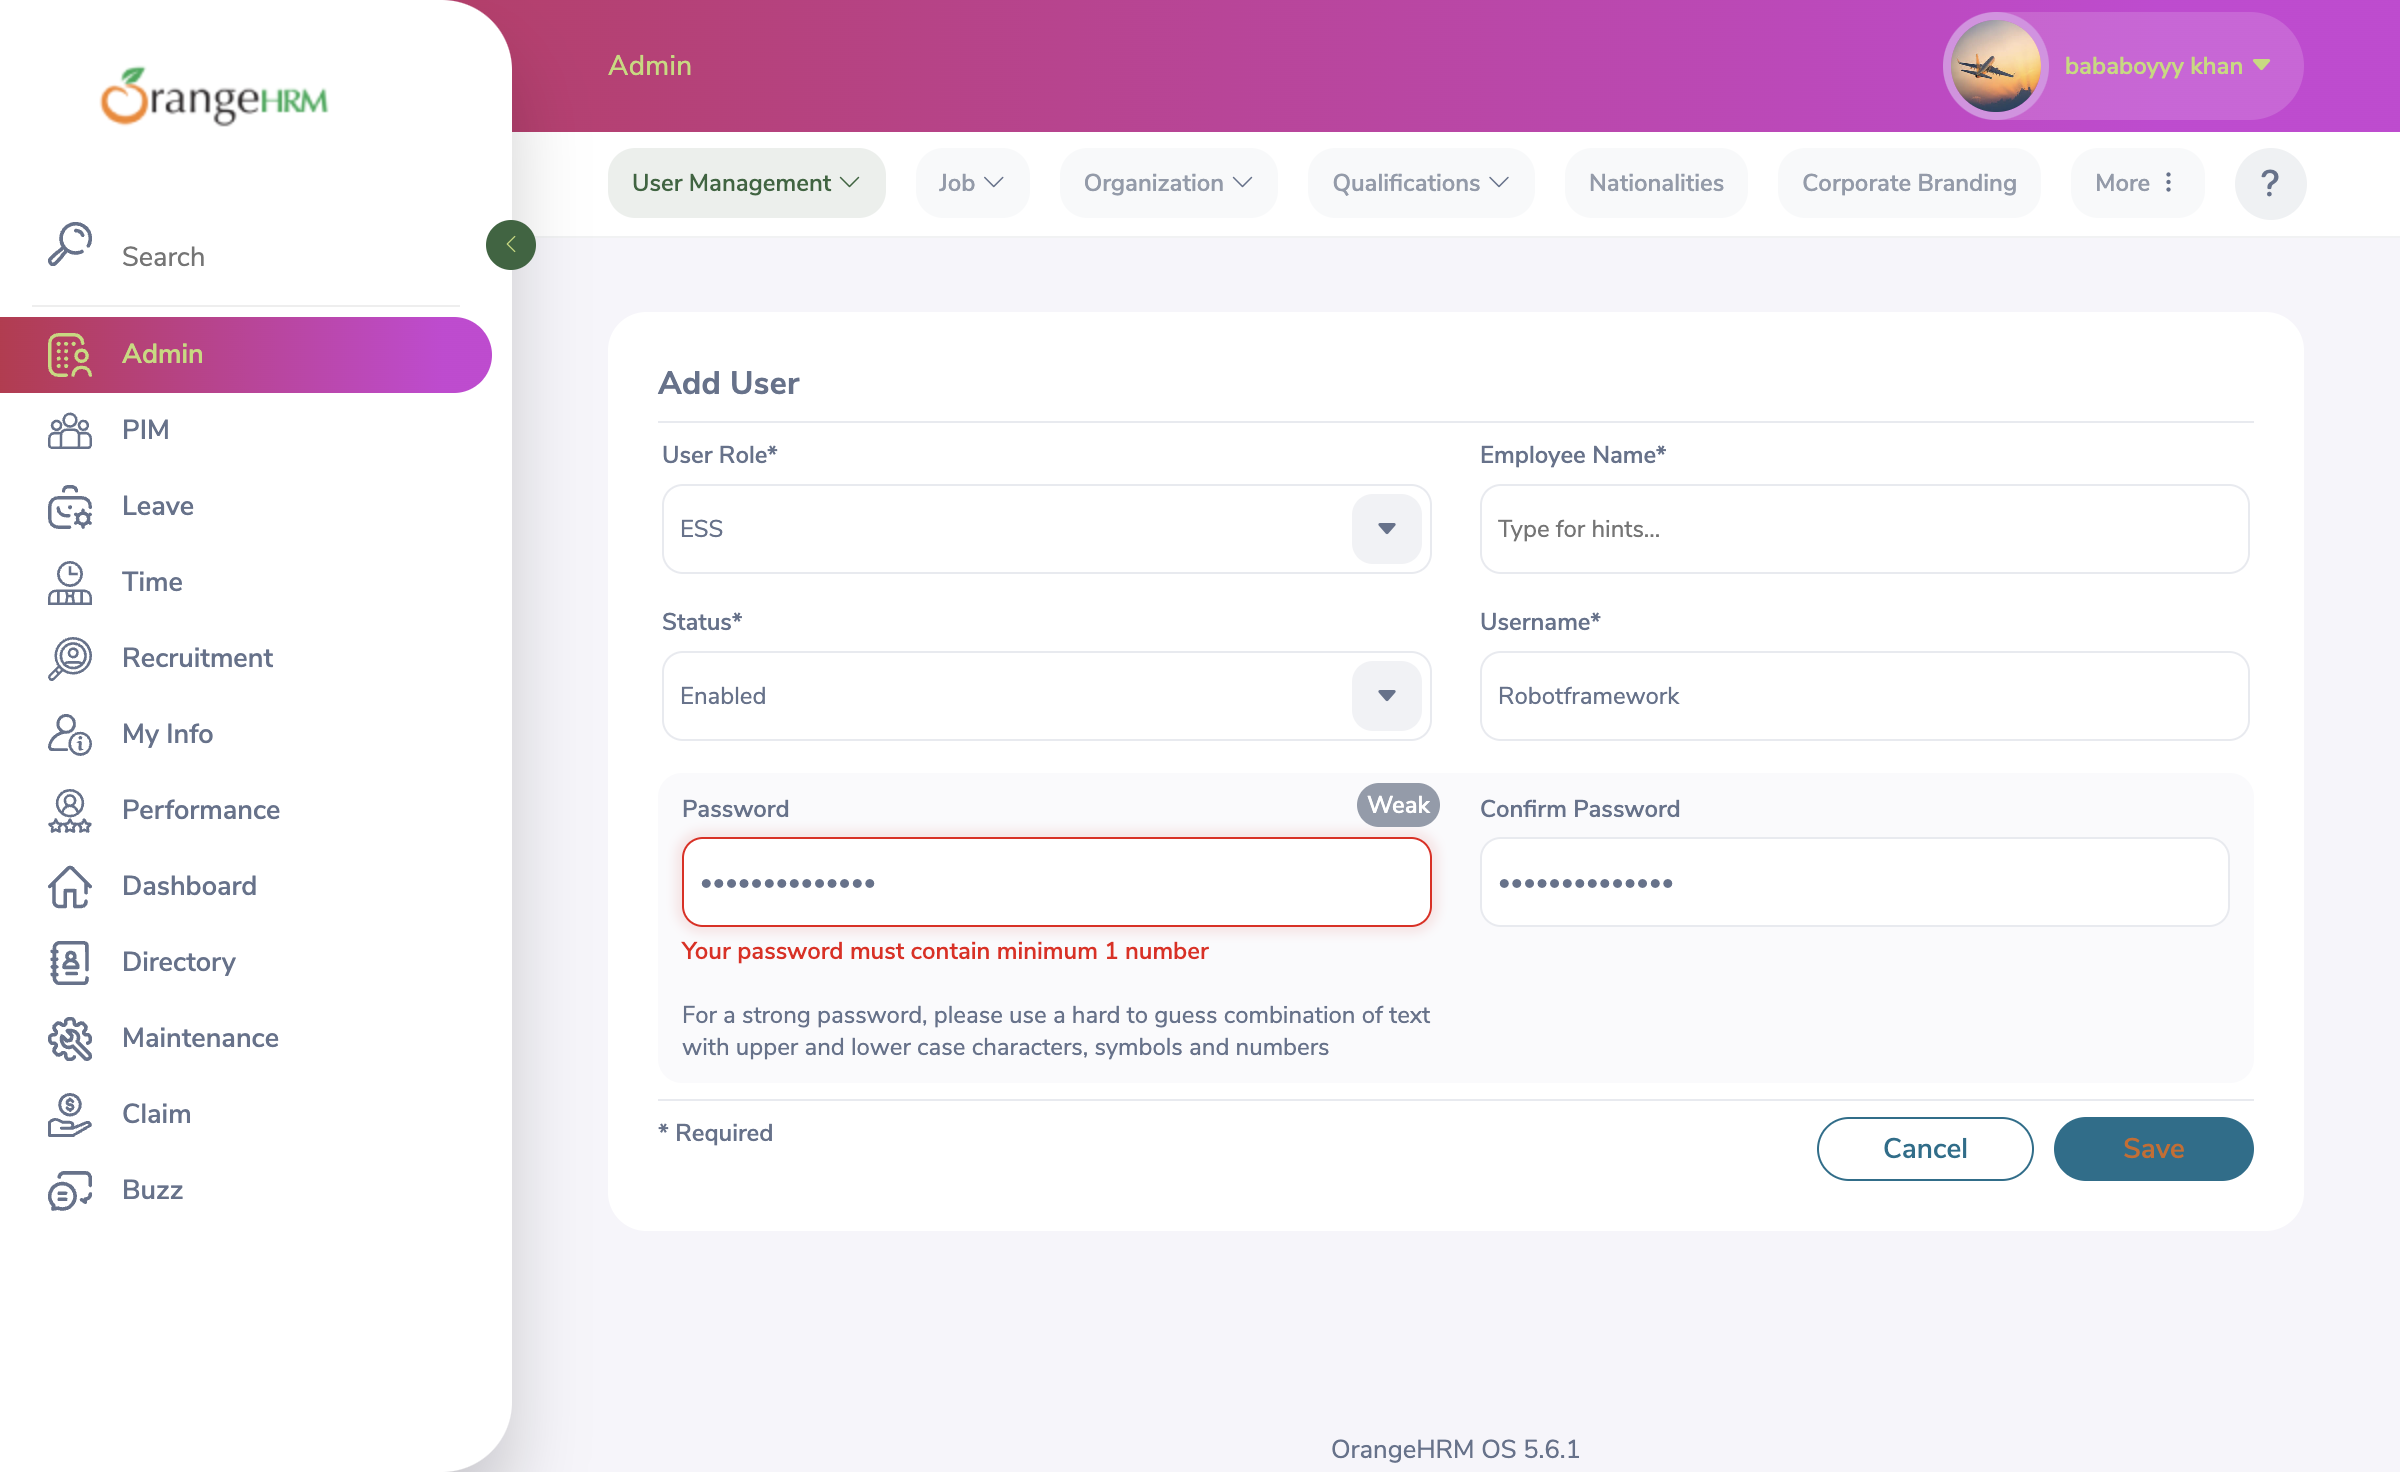 OrangeHRM
Admin
bababoyyy khan
User Management
Job
Organization
Qualifications
Nationalities
Corporate Branding
More
?
Search
Admin
PIM
Leave
Time
Recruitment
My Info
Performance
Dashboard
Directory
Maintenance
Claim
Buzz
Add User
User Role*
ESS
Employee Name*
Type for hints...
Status*
Enabled
Username*
Robotframework
Password
Weak
••••••••••••••
Your password must contain minimum 1 number
For a strong password, please use a hard to guess combination of text
with upper and lower case characters, symbols and numbers
Confirm Password
••••••••••••••
* Required
Cancel
Save
OrangeHRM OS 5.6.1